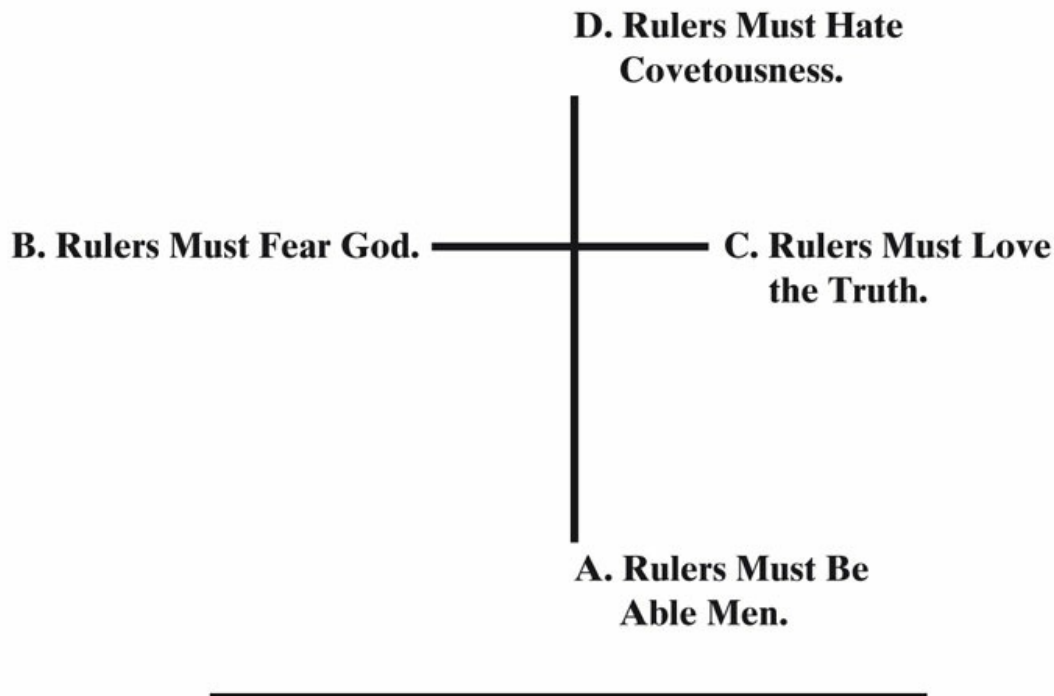 D. Rulers Must Hate
Covetousness.
B. Rulers Must Fear God.
C. Rulers Must Love
the Truth.
A. Rulers Must Be
Able Men.